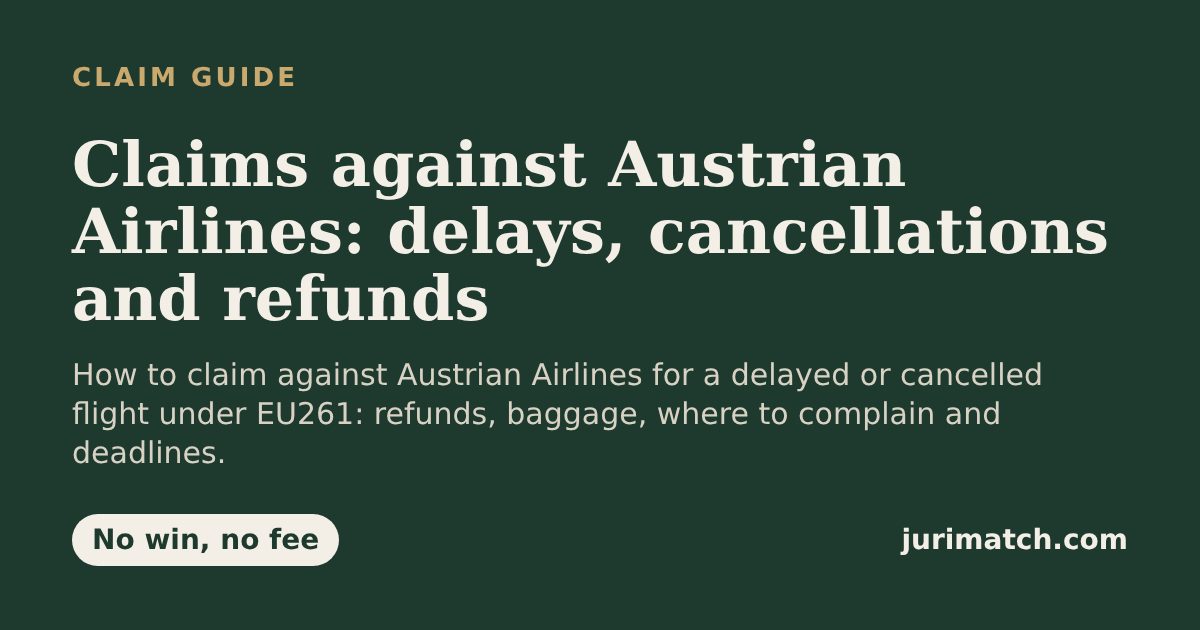 CLAIM GUIDE
Claims against Austrian
Airlines: delays, cancellations
and refunds
How to claim against Austrian Airlines for a delayed or cancelled
flight under EU261: refunds, baggage, where to complain and
deadlines.
No win, no fee
jurimatch.com